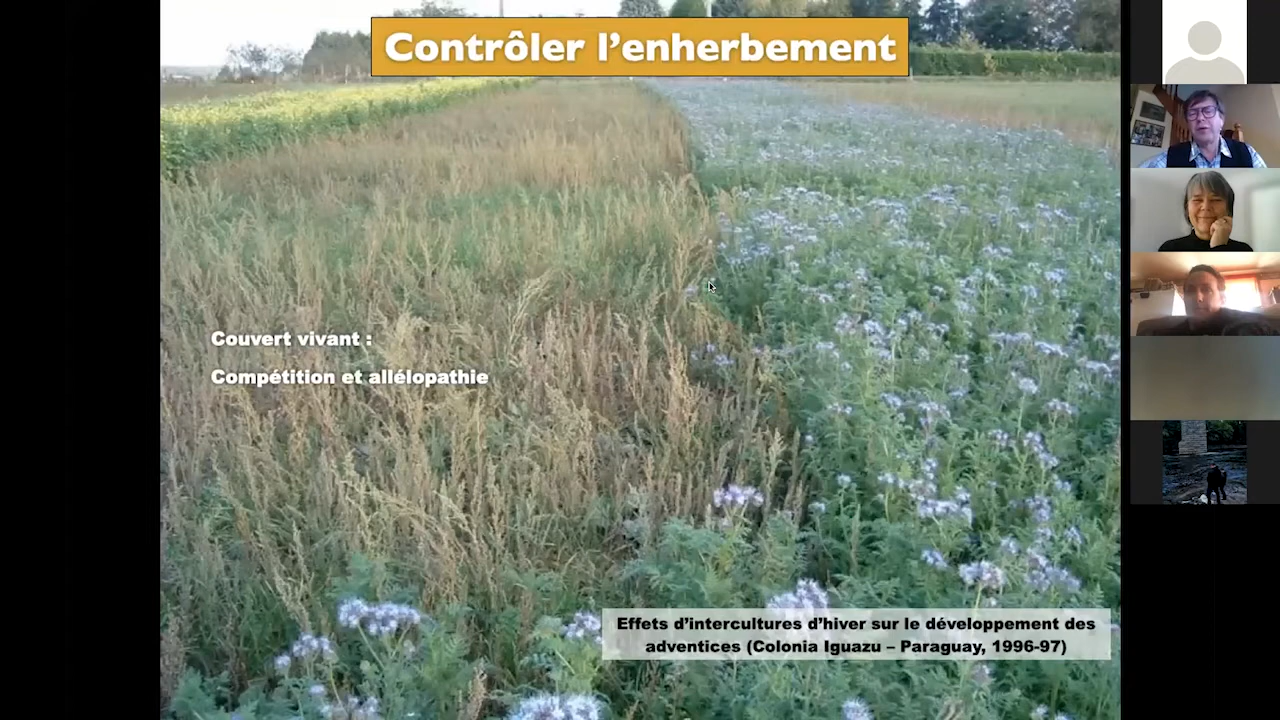 Contrôler l'enherbement
Couvert vivant :
Compétition et allélopathie
Effets d'intercultures d'hiver sur le développement des
adventices (Colonia Iguazu – Paraguay, 1996-97)